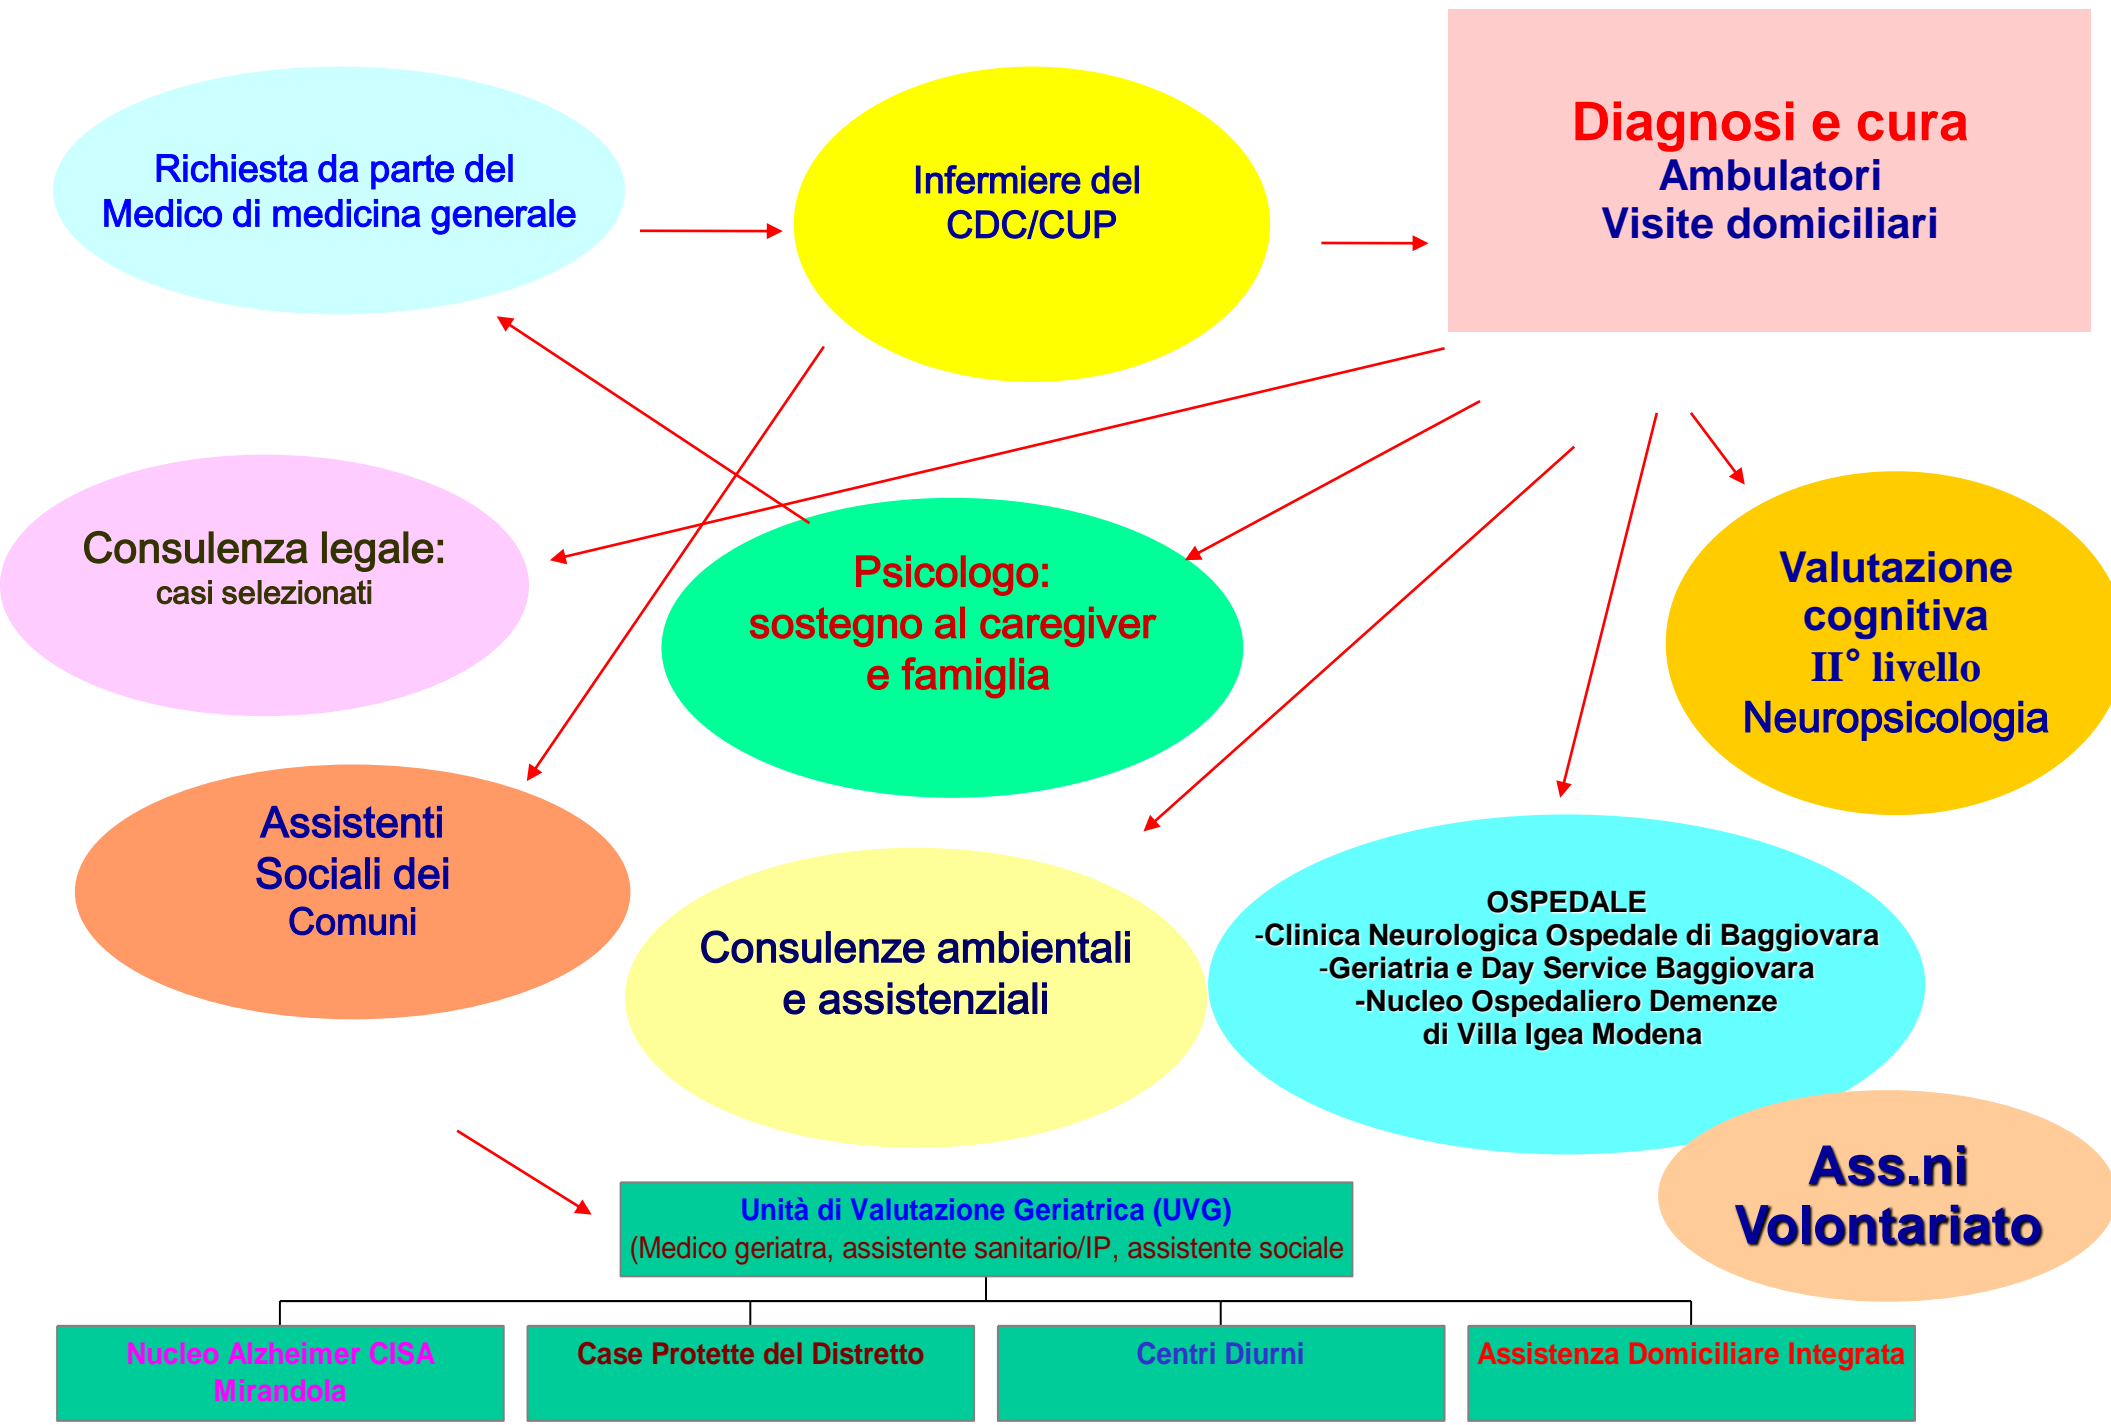 Richiesta da parte del
Medico di medicina generale
Infermiere del
CDC/CUP
Diagnosi e cura
Ambulatori
Visite domiciliari
Consulenza legale:
casi selezionati
Psicologo:
sostegno al caregiver
e famiglia
Valutazione
cognitiva
II° livello
Neuropsicologia
Assistenti
Sociali dei
Comuni
Consulenze ambientali
e assistenziali
OSPEDALE
-Clinica Neurologica Ospedale di Baggiovara
-Geriatria e Day Service Baggiovara
-Nucleo Ospedaliero Demenze
di Villa Igea Modena
Ass.ni
Volontariato
Unità di Valutazione Geriatrica (UVG)
(Medico geriatra, assistente sanitario/IP, assistente sociale
Nucleo Alzheimer CISA
Mirandola
Case Protette del Distretto
Centri Diurni
Assistenza Domiciliare Integrata